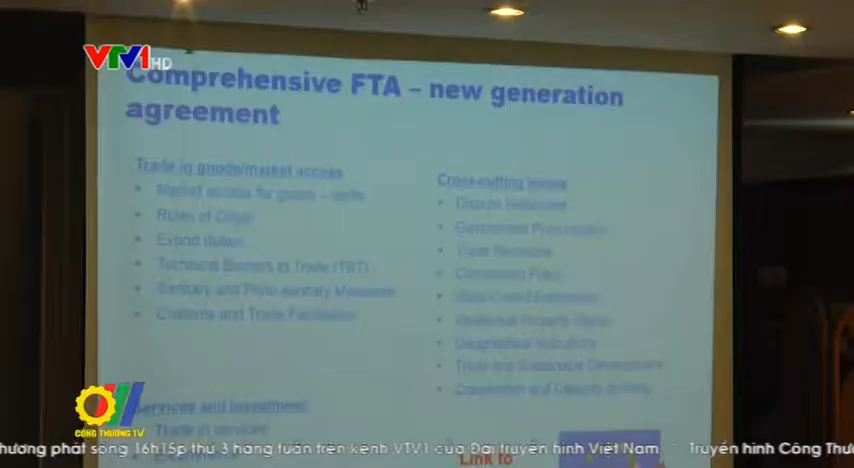 VTV1 HD
Comprehensive FTA – new generation
agreement
Trade in goods/market access
• Market access for goods – tariffs
• Rules of Origin
• Export duties
• Technical Barriers to Trade (TBT)
• Sanitary and Phyto-sanitary Measures
• Customs and Trade Facilitation
Services and Investment
• Trade in services
Cross-cutting issues
• Dispute Settlement
• Government Procurement
• Trade Remedies
• Competition Policy
• State Owned Enterprises
• Intellectual Property Rights
• Geographical Indications
• Trade and Sustainable Development
• Cooperation and Capacity Building
Link to
CÔNG THƯƠNG TV
hương phát sóng 16h15p thứ 3 hàng tuần trên kênh VTV1 của Đài truyền hình Việt Nam. Truyền hình Công Thư